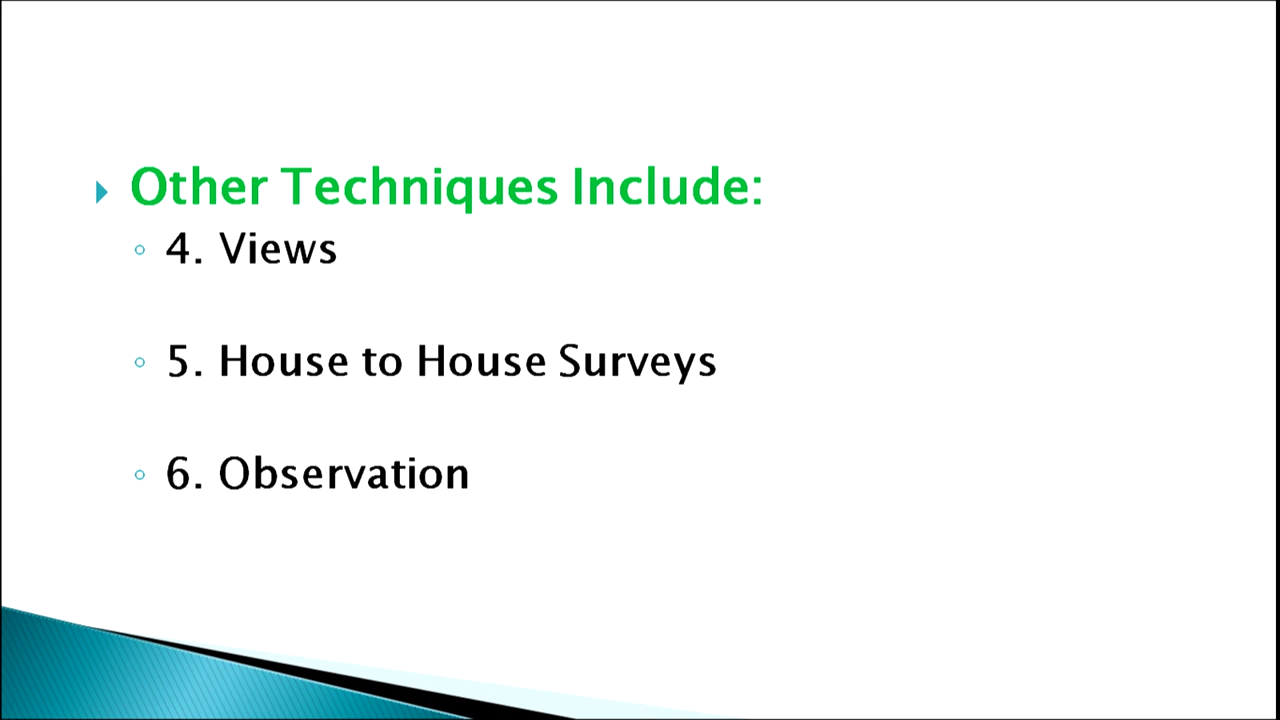 Other Techniques Include:
4. Views
5. House to House Surveys
6. Observation